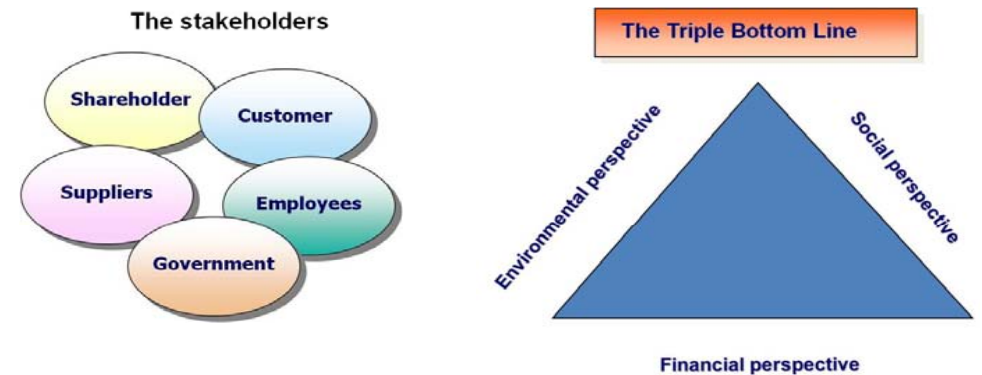 The stakeholders
Shareholder
Customer
Suppliers
Employees
Government
The Triple Bottom Line
Environmental perspective
Social perspective
Financial perspective